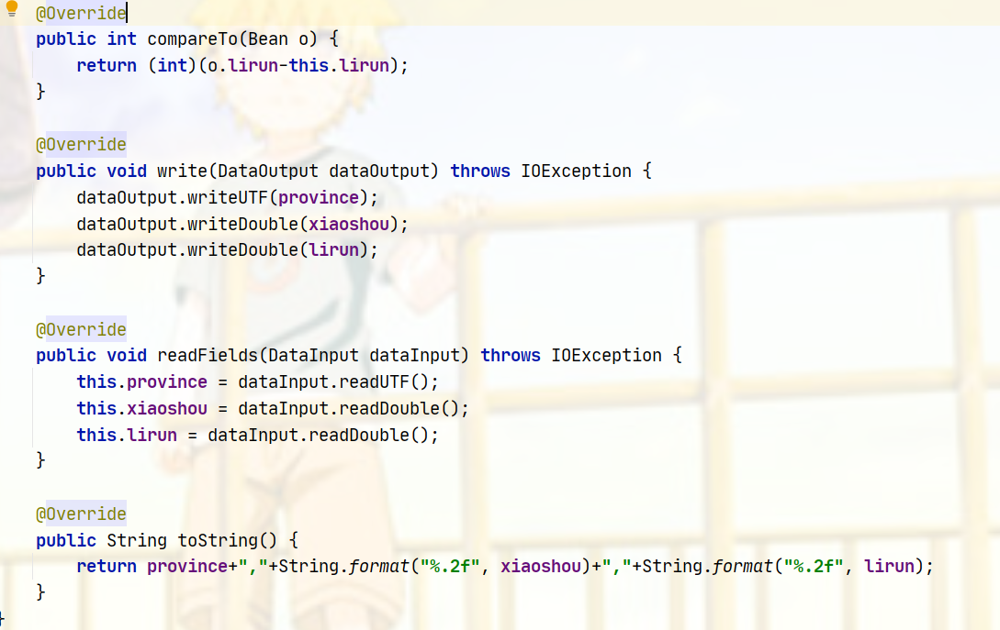 @Override
public int compareTo(Bean o) {
    return (int)(o.lirun-this.lirun);
}
@Override
public void write(DataOutput dataOutput) throws IOException {
    dataOutput.writeUTF(province);
    dataOutput.writeDouble(xiaoshou);
    dataOutput.writeDouble(lirun);
}
@Override
public void readFields(DataInput dataInput) throws IOException {
    this.province = dataInput.readUTF();
    this.xiaoshou = dataInput.readDouble();
    this.lirun = dataInput.readDouble();
}
@Override
public String toString() {
    return province+","+String.format("%.2f", xiaoshou)+","+String.format("%.2f", lirun);
}
}